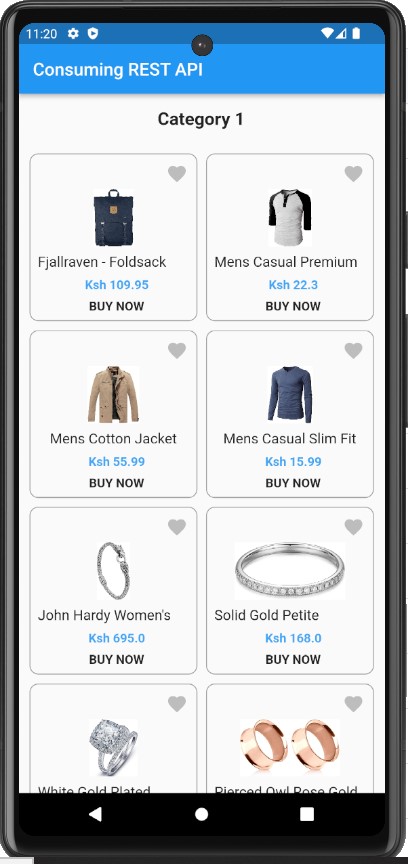 11:20
Consuming REST API
Category 1
Fjallraven - Foldsack
Mens Casual Premium
Ksh 109.95
Ksh 22.3
BUY NOW
BUY NOW
Mens Cotton Jacket
Mens Casual Slim Fit
Ksh 55.99
Ksh 15.99
BUY NOW
BUY NOW
John Hardy Women's
Solid Gold Petite
Ksh 695.0
Ksh 168.0
BUY NOW
BUY NOW
White Gold Plated
Pierced Owl Rose Gold